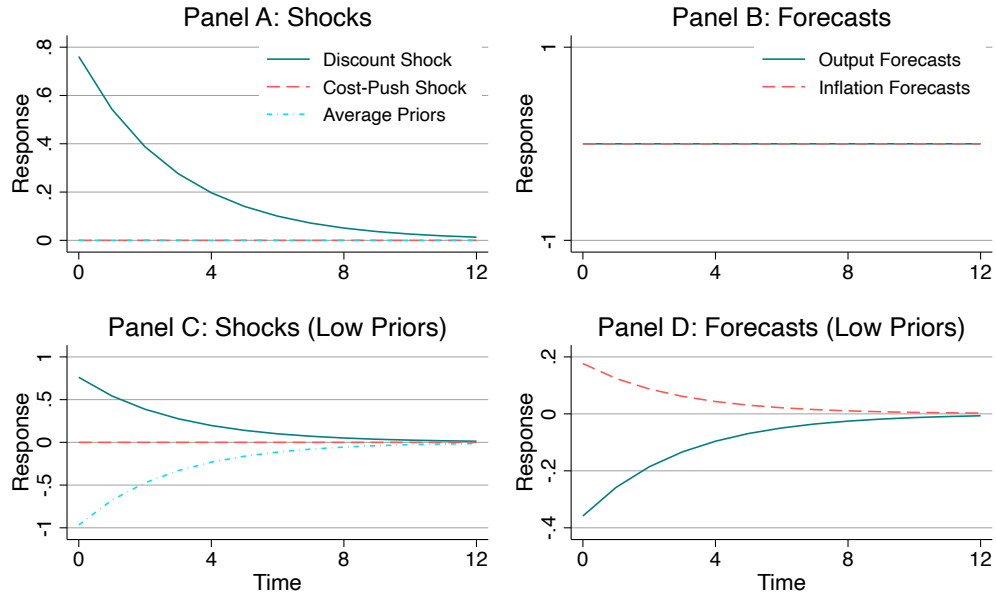 Panel A: Shocks
Response
.8
.6
.4
.2
0
0 4 8 12
Discount Shock
Cost-Push Shock
Average Priors
Panel B: Forecasts
Response
1
-1
0 4 8 12
Output Forecasts
Inflation Forecasts
Panel C: Shocks (Low Priors)
Response
1
.5
0
-.5
-1
0 4 8 12
Time
Panel D: Forecasts (Low Priors)
Response
.2
0
-.2
-.4
0 4 8 12
Time